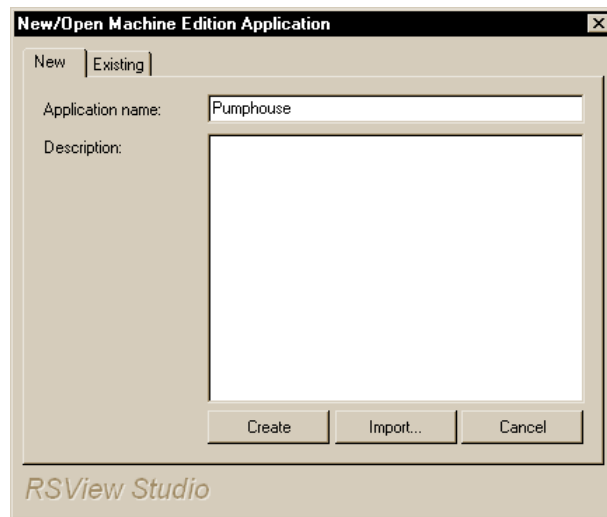 New/Open Machine Edition Application
New Existing
Application name: Pumphouse
Description:
Create Import... Cancel
RSView Studio